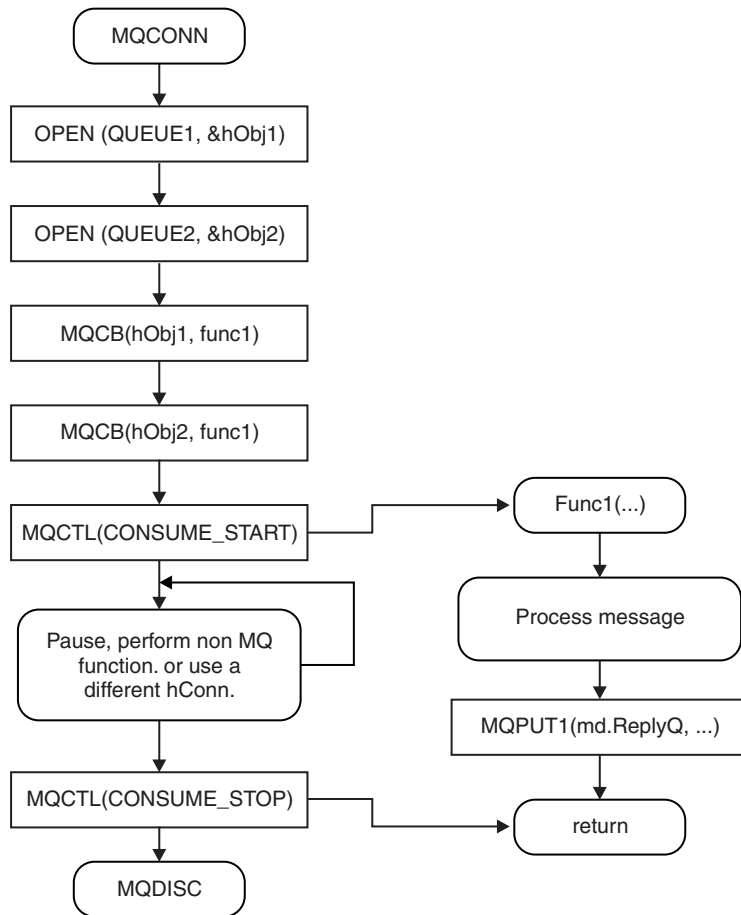 MQCONN
OPEN (QUEUE1, &hObj1)
OPEN (QUEUE2, &hObj2)
MQCB(hObj1, func1)
MQCB(hObj2, func1)
MQCTL(CONSUME_START)
Pause, perform non MQ
function. or use a
different hConn.
MQCTL(CONSUME_STOP)
MQDISC
Func1(...)
Process message
MQPUT1(md.ReplyQ, ...)
return